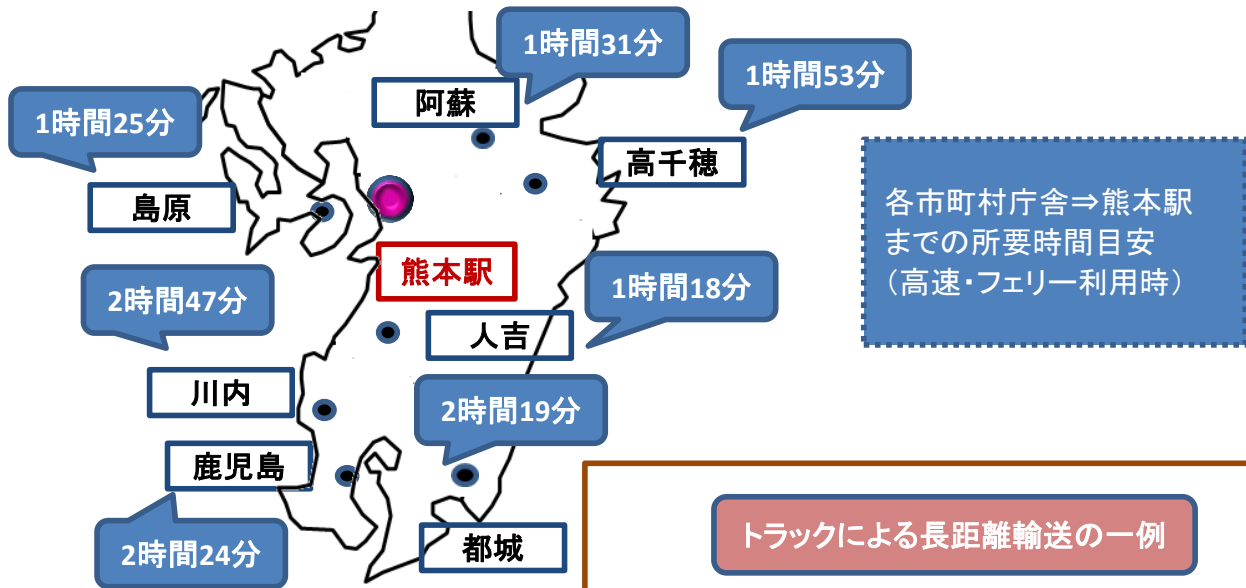 1時間31分
阿蘇
1時間53分
1時間25分
高千穂
島原
各市町村庁舎⇒熊本駅
までの所要時間目安
（高速・フェリー利用時）
熊本駅
1時間18分
2時間47分
人吉
川内
2時間19分
鹿児島
2時間24分
都城
トラックによる長距離輸送の一例